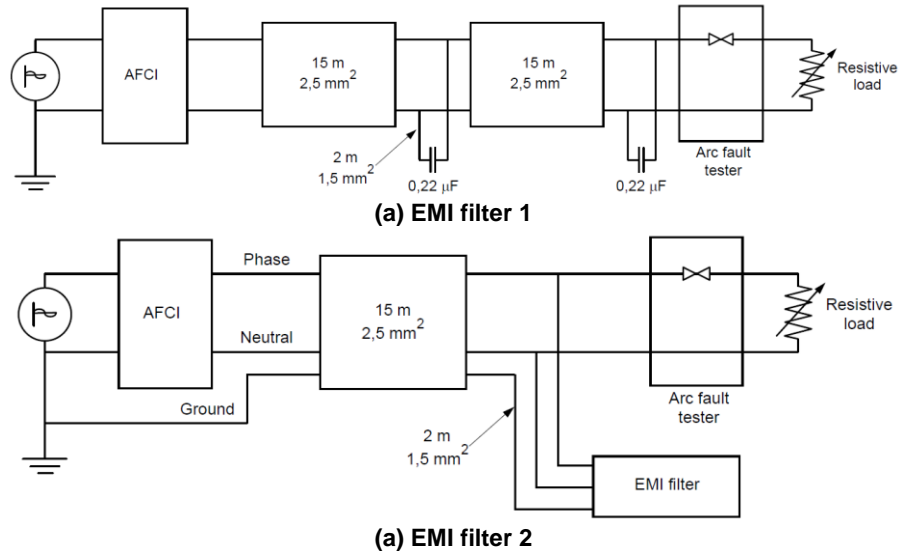 AFCI
15 m
2,5 mm2
15 m
2,5 mm2
Resistive
load
2 m
1,5 mm2
0,22 μF
0,22 μF
Arc fault
tester
(a) EMI filter 1
Phase
AFCI
15 m
2,5 mm2
Neutral
Resistive
load
Ground
Arc fault
tester
2 m
1,5 mm2
EMI filter
(a) EMI filter 2